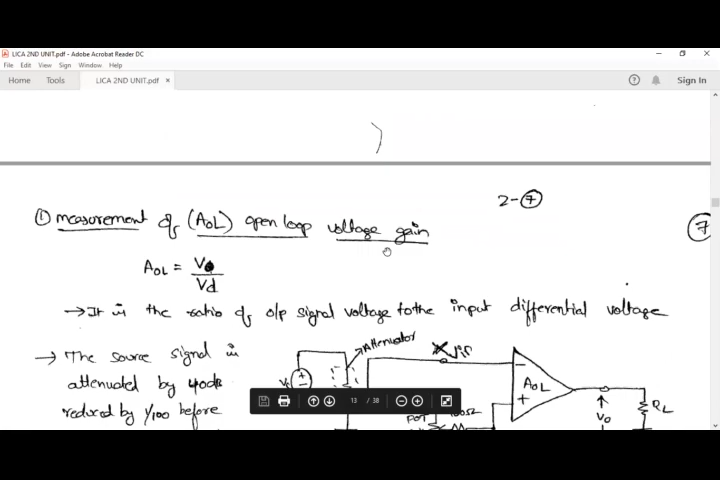 LICA 2ND UNIT.pdf - Adobe Acrobat Reader DC
File Edit View Sign Window Help
Home Tools LICA 2ND UNIT.pdf × Sign In
2-7
① measurement of (AOL) open loop voltage gain
7
AOL = Vo/Vd
→ It is the ratio of o/p signal voltage to the input differential voltage
→ The source signal is
attenuated by 40db
reduced by 1/100 before
Attenuator
Vs
i/p
-
AOL
+
Vo
RL
POT 100Ω
13 / 38